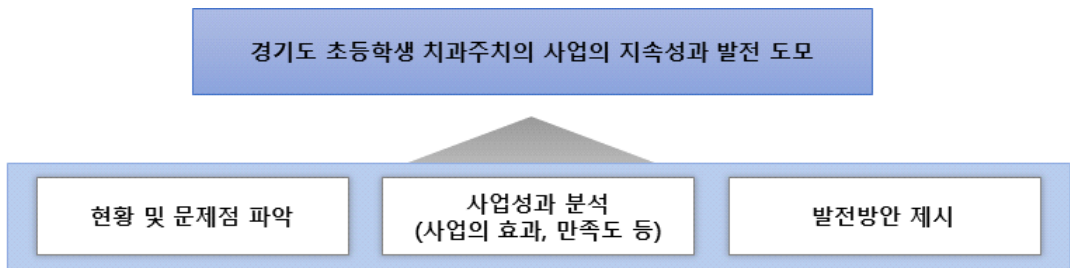 경기도 초등학생 치과주치의 사업의 지속성과 발전 도모
현황 및 문제점 파악
사업성과 분석
(사업의 효과, 만족도 등)
발전방안 제시